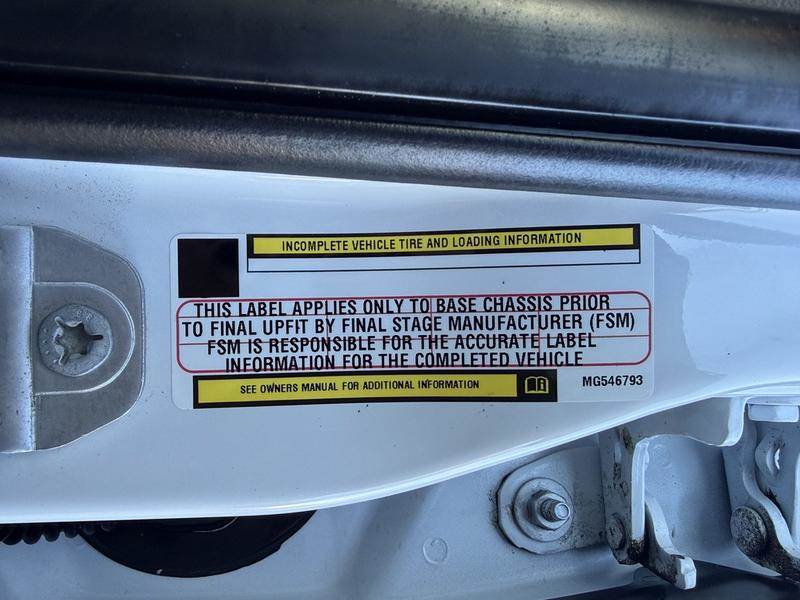 INCOMPLETE VEHICLE TIRE AND LOADING INFORMATION
THIS LABEL APPLIES ONLY TO BASE CHASSIS PRIOR
TO FINAL UPFIT BY FINAL STAGE MANUFACTURER (FSM)
FSM IS RESPONSIBLE FOR THE ACCURATE LABEL
INFORMATION FOR THE COMPLETED VEHICLE
SEE OWNERS MANUAL FOR ADDITIONAL INFORMATION
MG546793